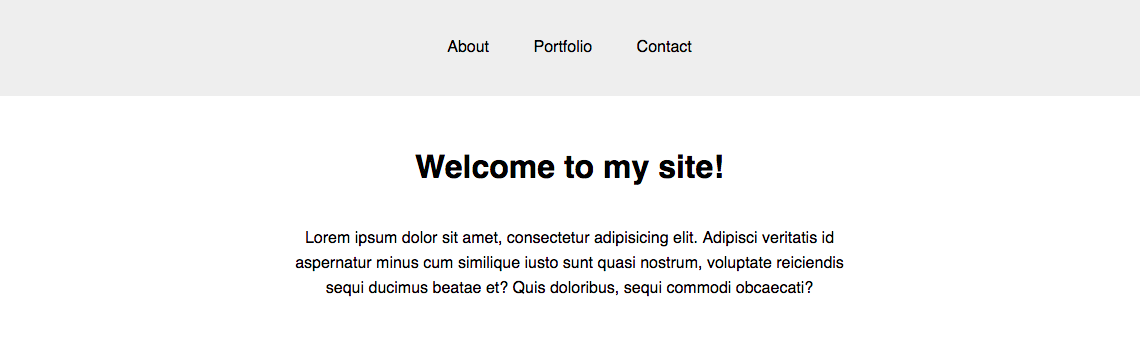 About Portfolio Contact
Welcome to my site!
Lorem ipsum dolor sit amet, consectetur adipisicing elit. Adipisci veritatis id
aspernatur minus cum similique iusto sunt quasi nostrum, voluptate reiciendis
sequi ducimus beatae et? Quis doloribus, sequi commodi obcaecati?